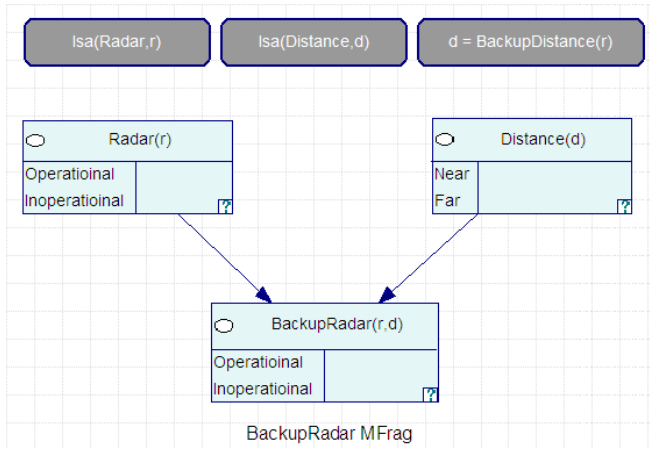 Isa(Radar,r)
Isa(Distance,d)
d = BackupDistance(r)
Radar(r)
Operatioinal
Inoperatioinal
?
Distance(d)
Near
Far
?
BackupRadar(r,d)
Operatioinal
Inoperatioinal
?
BackupRadar MFrag